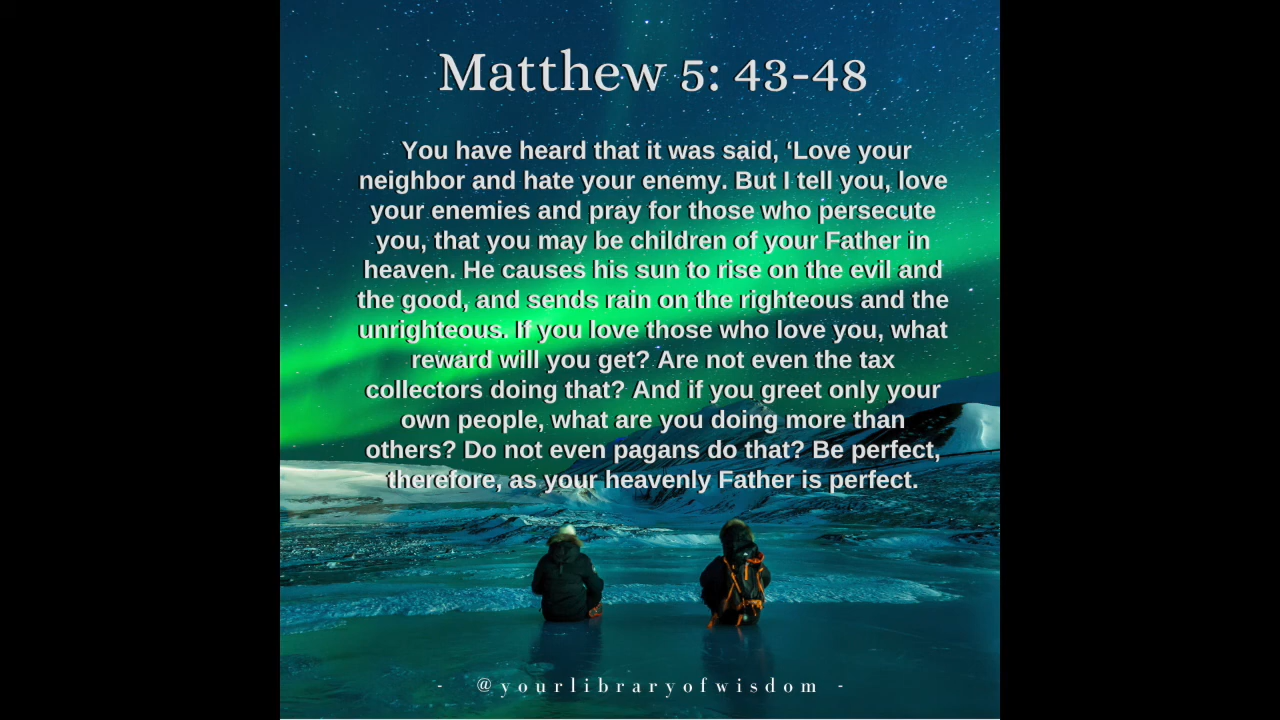 Matthew 5: 43-48
You have heard that it was said, ‘Love your
neighbor and hate your enemy. But I tell you, love
your enemies and pray for those who persecute
you, that you may be children of your Father in
heaven. He causes his sun to rise on the evil and
the good, and sends rain on the righteous and the
unrighteous. If you love those who love you, what
reward will you get? Are not even the tax
collectors doing that? And if you greet only your
own people, what are you doing more than
others? Do not even pagans do that? Be perfect,
therefore, as your heavenly Father is perfect.
- @yourlibraryofwisdom -